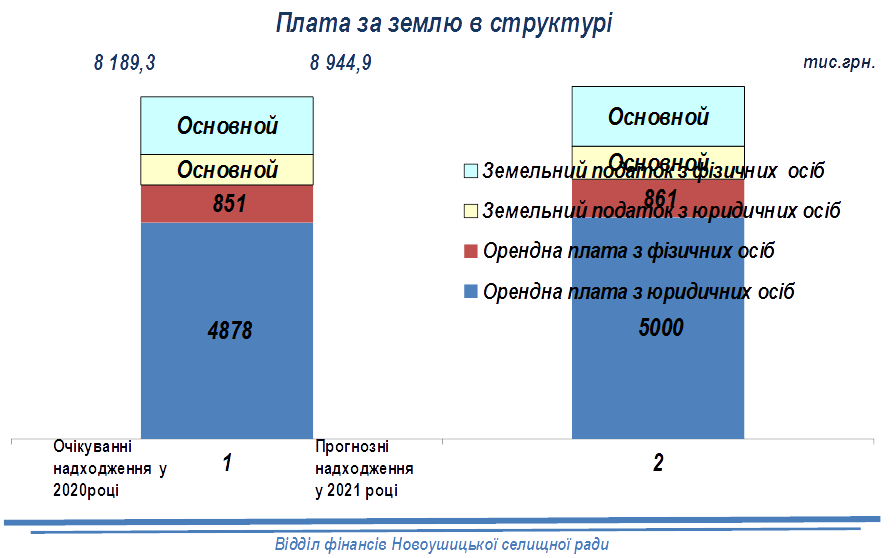 Плата за землю в структурі
8 189,3
8 944,9
тис.грн.
Основной
Основной
851
4878
Основной
Основной
861
5000
Земельний податок з фізичних осіб
Земельний податок з юридичних осіб
Орендна плата з фізичних осіб
Орендна плата з юридичних осіб
1
2
Очікуванні
надходження у
2020році
Прогнозні
надходження
у 2021 році
Відділ фінансів Новоушицької селищної ради